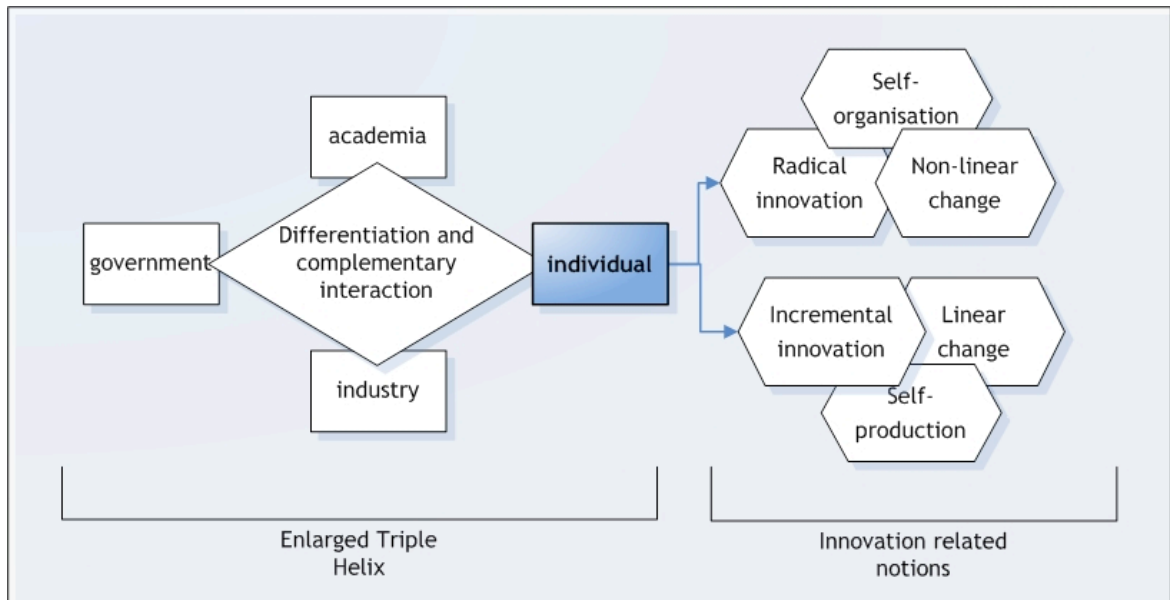 academia
government
Differentiation and
complementary
interaction
individual
industry
Self-
organisation
Radical
innovation
Non-linear
change
Incremental
innovation
Linear
change
Self-
production
Enlarged Triple
Helix
Innovation related
notions